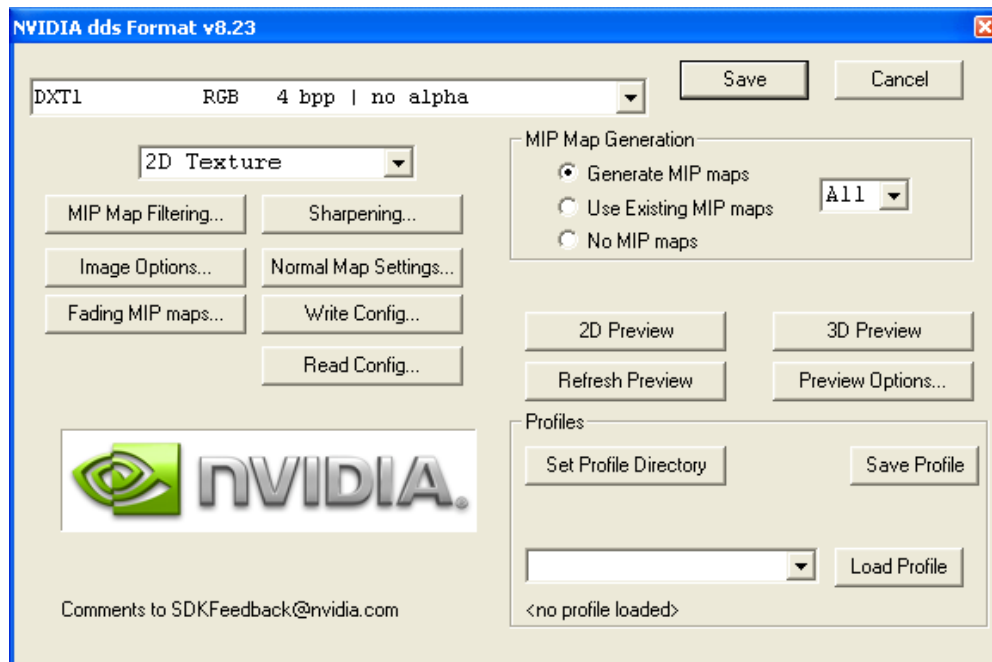 NVIDIA dds Format v8.23
DXT1 RGB 4 bpp | no alpha
Save
Cancel
2D Texture
MIP Map Filtering...
Sharpening...
Image Options...
Normal Map Settings...
Fading MIP maps...
Write Config...
Read Config...
MIP Map Generation
Generate MIP maps
Use Existing MIP maps
No MIP maps
All
2D Preview
3D Preview
Refresh Preview
Preview Options...
Profiles
Set Profile Directory
Save Profile
Load Profile
<no profile loaded>
nVIDIA.®
Comments to SDKFeedback@nvidia.com